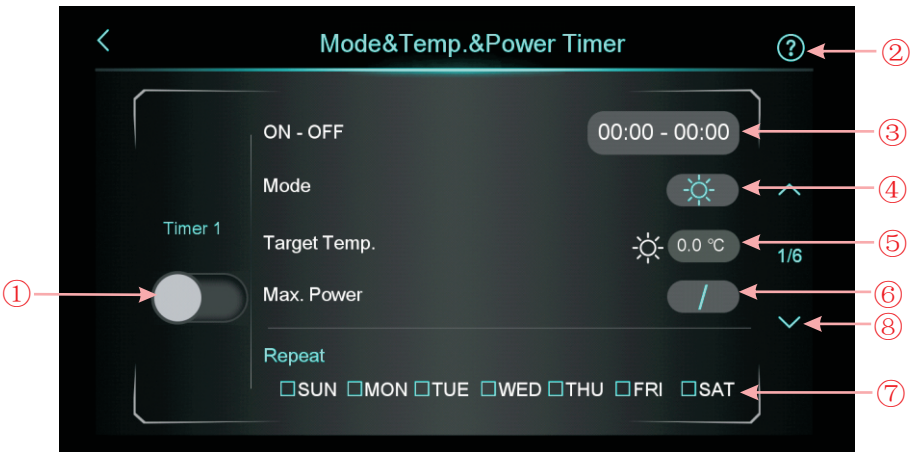 Mode&Temp.&Power Timer
? ②
ON - OFF 00:00 - 00:00 ③
Mode ④
Timer 1
Target Temp. 0.0 ℃ ⑤
1/6
①
Max. Power / ⑥
⑧
Repeat
SUN MON TUE WED THU FRI SAT ⑦